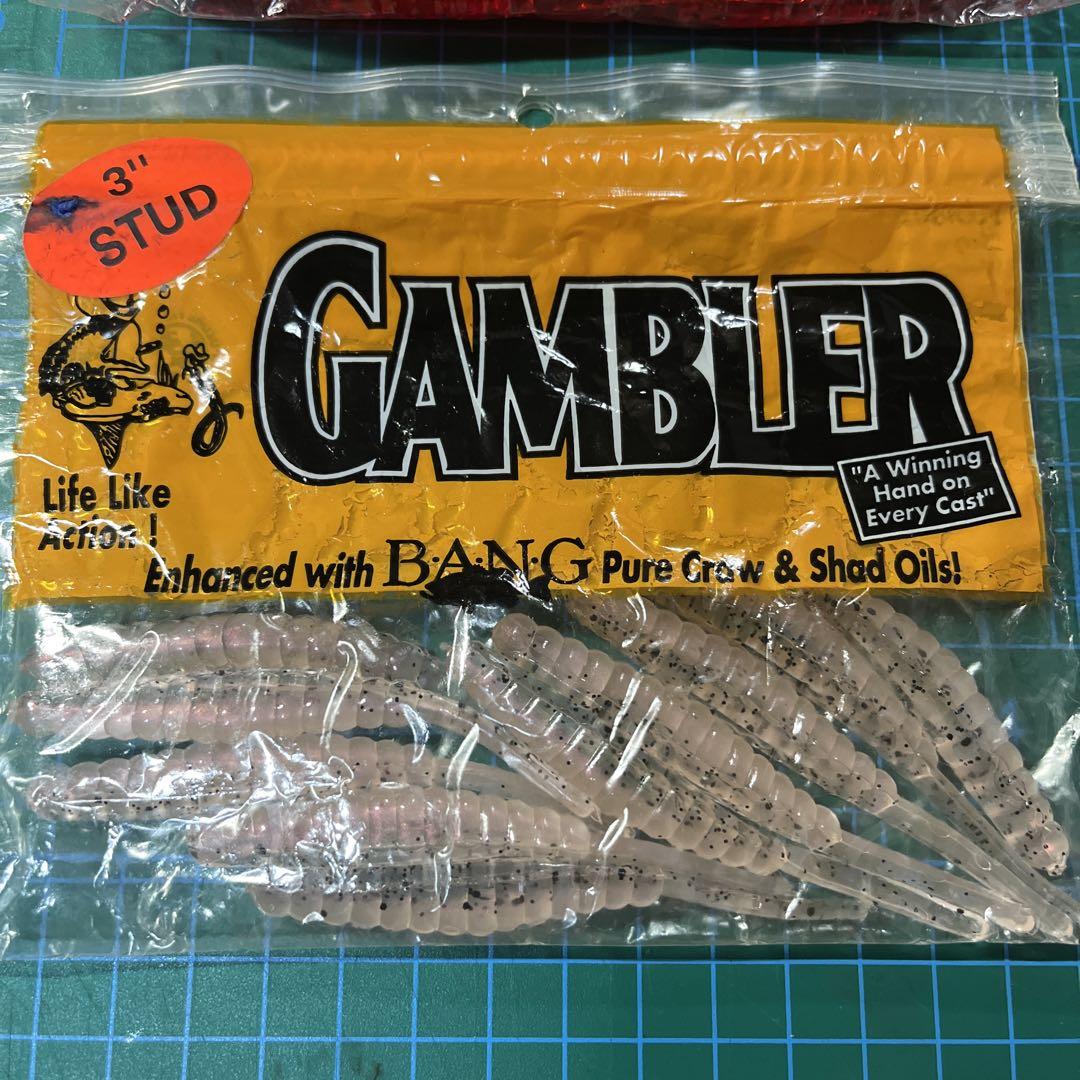 3"
STUD
GAMBLER
"A Winning
Hand on
Every Cast"
Life Like
Action !
Enhanced with B·A·N·G Pure Craw & Shad Oils!